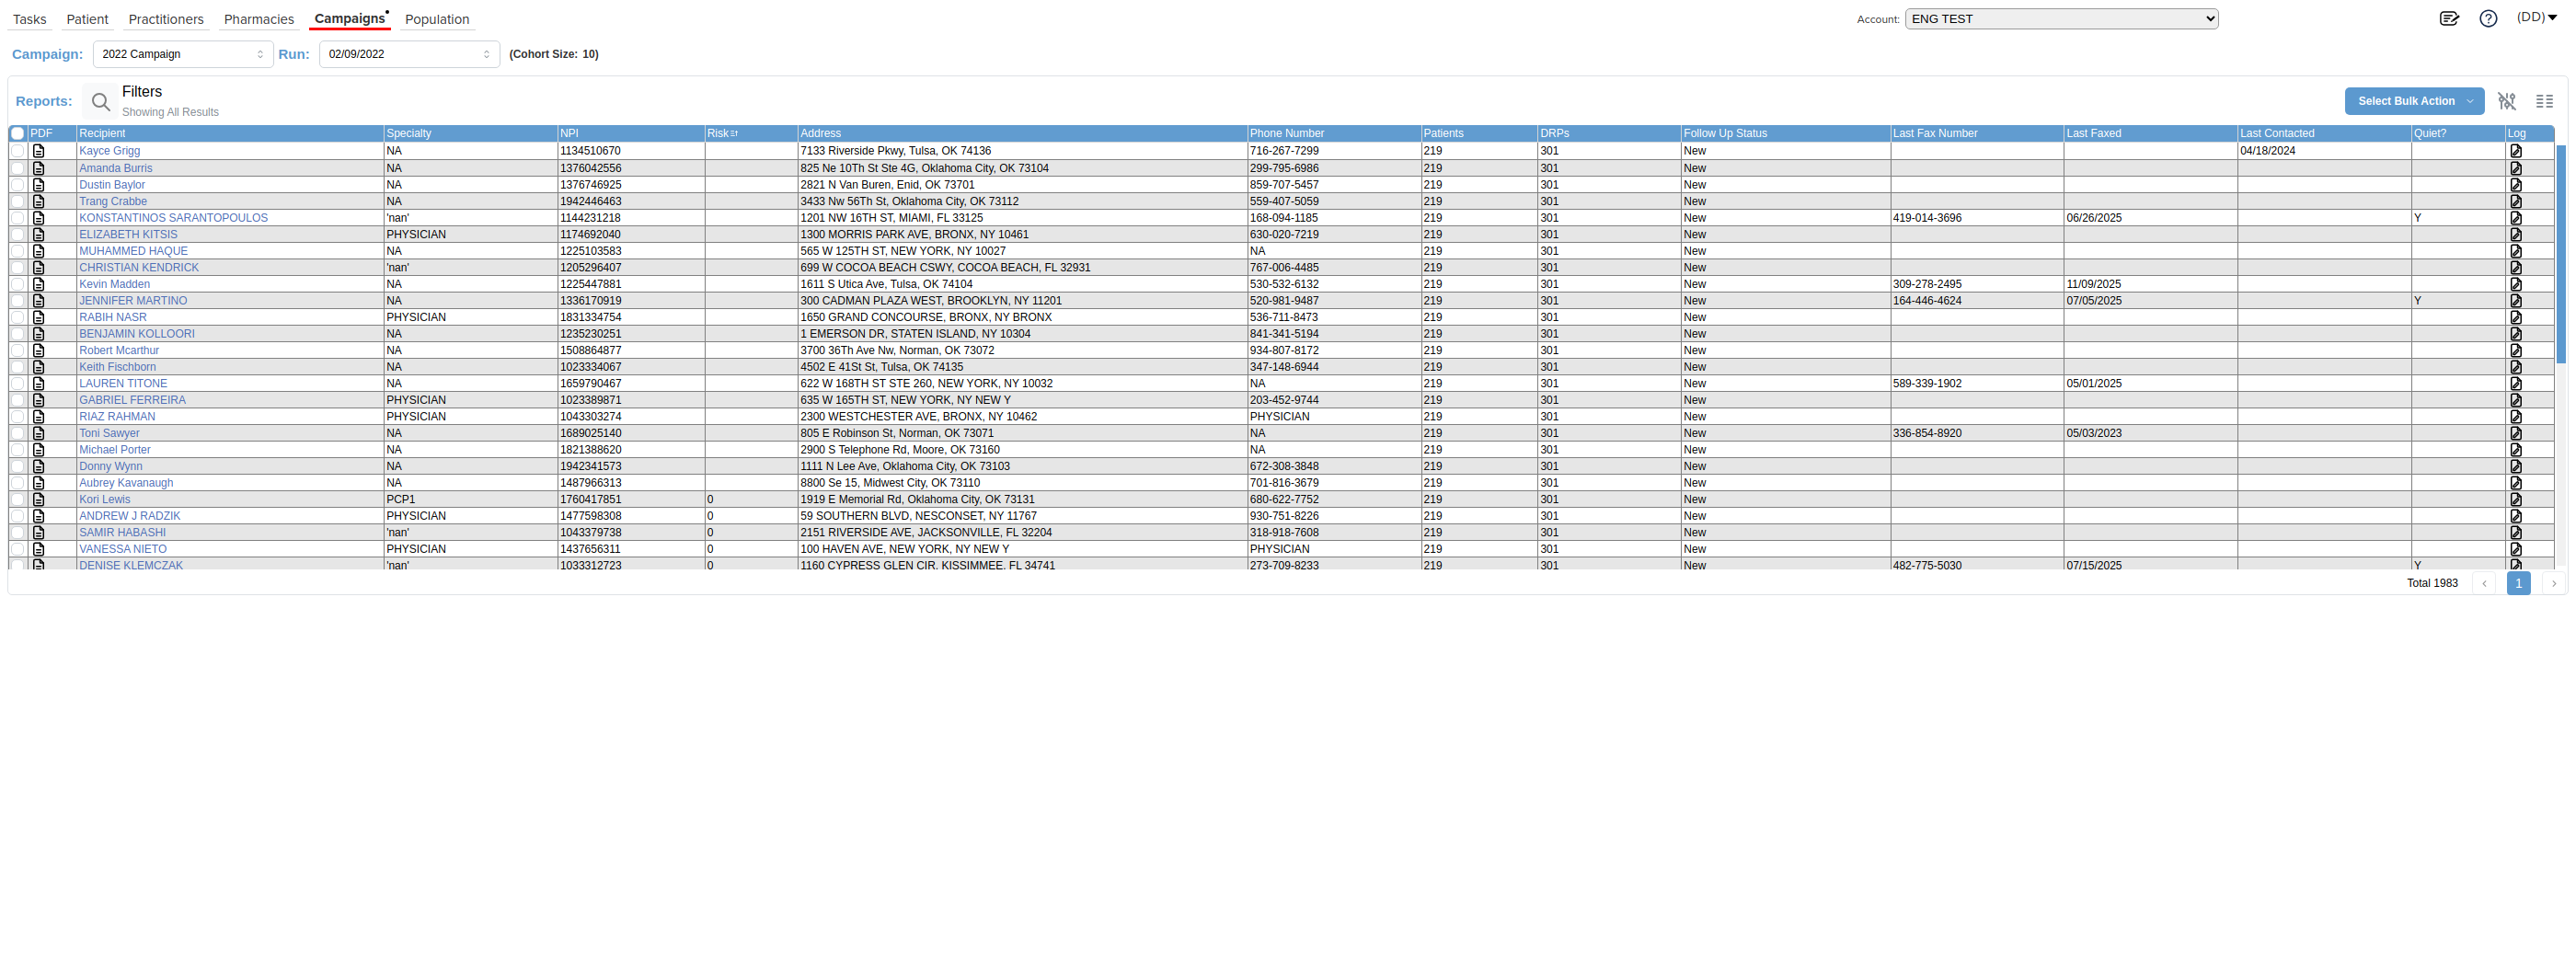 Tasks Patient Practitioners Pharmacies Campaigns Population Account: ENG TEST (DD)
Campaign: 2022 Campaign Run: 02/09/2022 (Cohort Size: 10)
Reports: Filters
Showing All Results
Select Bulk Action
PDF Recipient Specialty NPI Risk Address Phone Number Patients DRPs Follow Up Status Last Fax Number Last Faxed Last Contacted Quiet? Log
Kayce Grigg NA 1134510670 7133 Riverside Pkwy, Tulsa, OK 74136 716-267-7299 219 301 New 04/18/2024
Amanda Burris NA 1376042556 825 Ne 10Th St Ste 4G, Oklahoma City, OK 73104 299-795-6986 219 301 New
Dustin Baylor NA 1376746925 2821 N Van Buren, Enid, OK 73701 859-707-5457 219 301 New
Trang Crabbe NA 1942446463 3433 Nw 56Th St, Oklahoma City, OK 73112 559-407-5059 219 301 New
KONSTANTINOS SARANTOPOULOS 'nan' 1144231218 1201 NW 16TH ST, MIAMI, FL 33125 168-094-1185 219 301 New 419-014-3696 06/26/2025 Y
ELIZABETH KITSIS PHYSICIAN 1174692040 1300 MORRIS PARK AVE, BRONX, NY 10461 630-020-7219 219 301 New
MUHAMMED HAQUE NA 1225103583 565 W 125TH ST, NEW YORK, NY 10027 NA 219 301 New
CHRISTIAN KENDRICK 'nan' 1205296407 699 W COCOA BEACH CSWY, COCOA BEACH, FL 32931 767-006-4485 219 301 New
Kevin Madden NA 1225447881 1611 S Utica Ave, Tulsa, OK 74104 530-532-6132 219 301 New 309-278-2495 11/09/2025
JENNIFER MARTINO NA 1336170919 300 CADMAN PLAZA WEST, BROOKLYN, NY 11201 520-981-9487 219 301 New 164-446-4624 07/05/2025 Y
RABIH NASR PHYSICIAN 1831334754 1650 GRAND CONCOURSE, BRONX, NY BRONX 536-711-8473 219 301 New
BENJAMIN KOLLOORI NA 1235230251 1 EMERSON DR, STATEN ISLAND, NY 10304 841-341-5194 219 301 New
Robert Mcarthur NA 1508864877 3700 36Th Ave Nw, Norman, OK 73072 934-807-8172 219 301 New
Keith Fischborn NA 1023334067 4502 E 41St St, Tulsa, OK 74135 347-148-6944 219 301 New
LAUREN TITONE NA 1659790467 622 W 168TH ST STE 260, NEW YORK, NY 10032 NA 219 301 New 589-339-1902 05/01/2025
GABRIEL FERREIRA PHYSICIAN 1023389871 635 W 165TH ST, NEW YORK, NY NEW Y 203-452-9744 219 301 New
RIAZ RAHMAN PHYSICIAN 1043303274 2300 WESTCHESTER AVE, BRONX, NY 10462 PHYSICIAN 219 301 New
Toni Sawyer NA 1689025140 805 E Robinson St, Norman, OK 73071 NA 219 301 New 336-854-8920 05/03/2023
Michael Porter NA 1821388620 2900 S Telephone Rd, Moore, OK 73160 NA 219 301 New
Donny Wynn NA 1942341573 1111 N Lee Ave, Oklahoma City, OK 73103 672-308-3848 219 301 New
Aubrey Kavanaugh NA 1487966313 8800 Se 15, Midwest City, OK 73110 701-816-3679 219 301 New
Kori Lewis PCP1 1760417851 0 1919 E Memorial Rd, Oklahoma City, OK 73131 680-622-7752 219 301 New
ANDREW J RADZIK PHYSICIAN 1477598308 0 59 SOUTHERN BLVD, NESCONSET, NY 11767 930-751-8226 219 301 New
SAMIR HABASHI 'nan' 1043379738 0 2151 RIVERSIDE AVE, JACKSONVILLE, FL 32204 318-918-7608 219 301 New
VANESSA NIETO PHYSICIAN 1437656311 0 100 HAVEN AVE, NEW YORK, NY NEW Y PHYSICIAN 219 301 New
DENISE KLEMCZAK 'nan' 1033312723 0 1160 CYPRESS GLEN CIR, KISSIMMEE, FL 34741 273-709-8233 219 301 New 482-775-5030 07/15/2025 Y
Total 1983 1